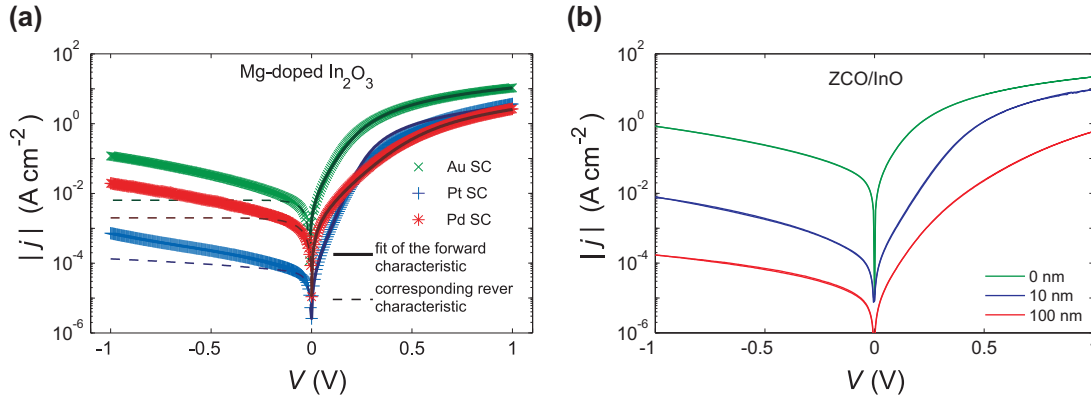 (a)
Mg-doped In2O3
10^2
10^0
10^-2
10^-4
10^-6
| j | (A cm^-2)
Au SC
Pt SC
Pd SC
fit of the forward
characteristic
corresponding rever
characteristic
-1
-0.5
0
0.5
1
V (V)
(b)
ZCO/InO
10^2
10^0
10^-2
10^-4
10^-6
| j | (A cm^-2)
0 nm
10 nm
100 nm
-1
-0.5
0
0.5
1
V (V)